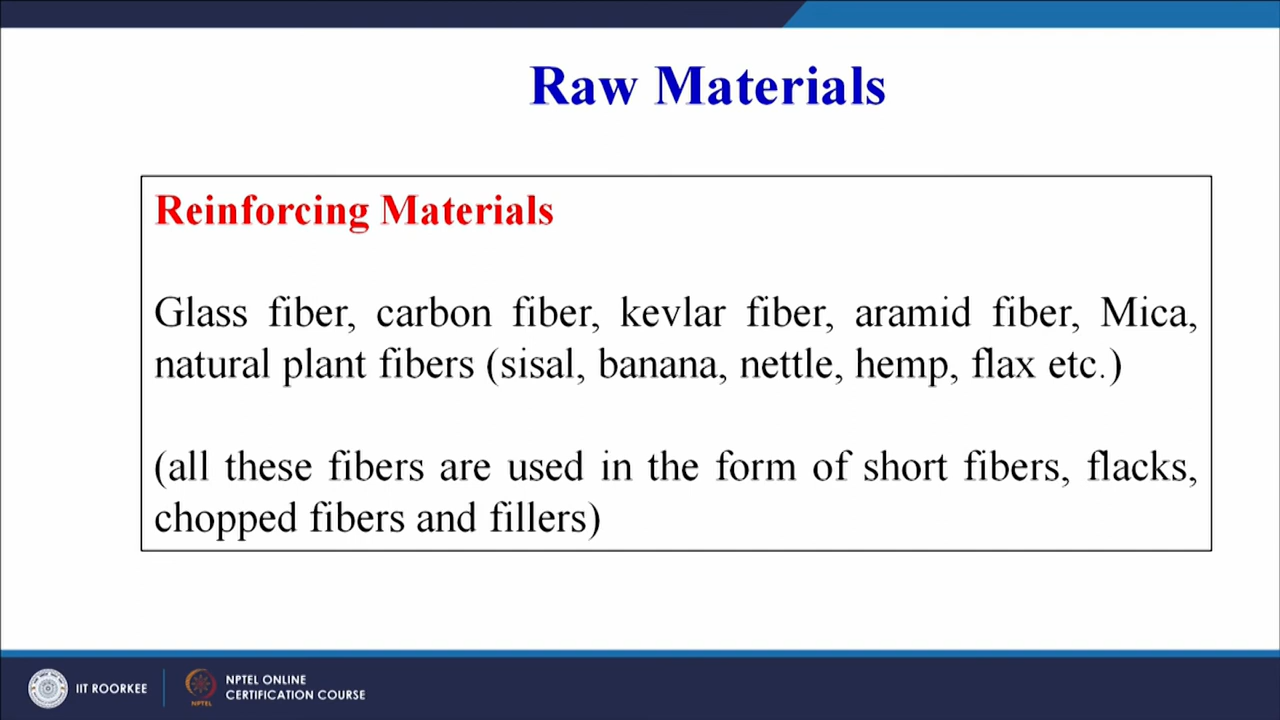 Raw Materials
Reinforcing Materials
Glass fiber, carbon fiber, kevlar fiber, aramid fiber, Mica,
natural plant fibers (sisal, banana, nettle, hemp, flax etc.)
(all these fibers are used in the form of short fibers, flacks,
chopped fibers and fillers)
IIT ROORKEE
NPTEL
NPTEL ONLINE
CERTIFICATION COURSE